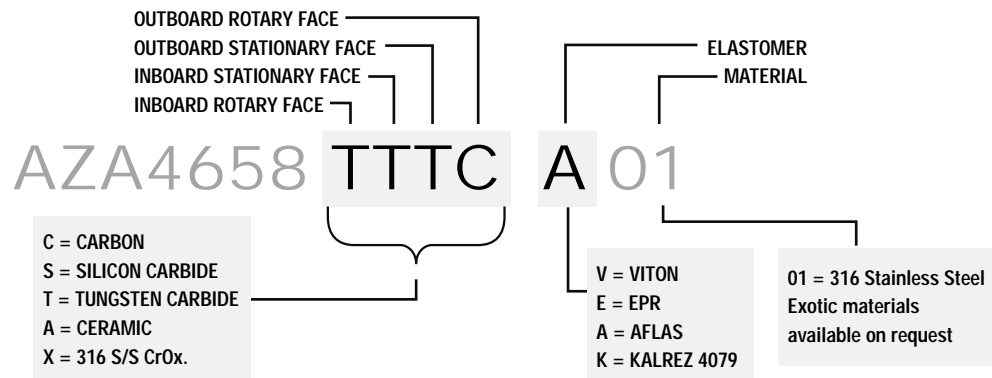 OUTBOARD ROTARY FACE
OUTBOARD STATIONARY FACE
INBOARD STATIONARY FACE
INBOARD ROTARY FACE
ELASTOMER
MATERIAL
AZA4658 TTTC A 01
C = CARBON
S = SILICON CARBIDE
T = TUNGSTEN CARBIDE
A = CERAMIC
X = 316 S/S CrOx.
V = VITON
E = EPR
A = AFLAS
K = KALREZ 4079
01 = 316 Stainless Steel
Exotic materials
available on request